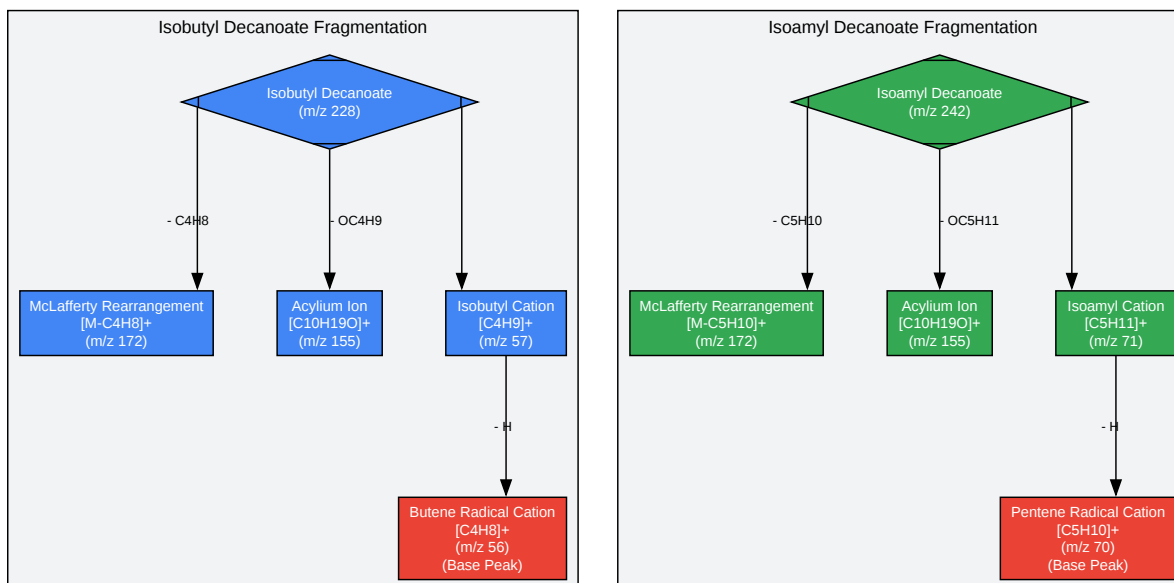 Isobutyl Decanoate Fragmentation
Isobutyl Decanoate
(m/z 228)
- C4H8
- OC4H9
McLafferty Rearrangement
[M-C4H8]+
(m/z 172)
Acylium Ion
[C10H19O]+
(m/z 155)
Isobutyl Cation
[C4H9]+
(m/z 57)
- H
Butene Radical Cation
[C4H8]+
(m/z 56)
(Base Peak)
Isoamyl Decanoate Fragmentation
Isoamyl Decanoate
(m/z 242)
- C5H10
- OC5H11
McLafferty Rearrangement
[M-C5H10]+
(m/z 172)
Acylium Ion
[C10H19O]+
(m/z 155)
Isoamyl Cation
[C5H11]+
(m/z 71)
- H
Pentene Radical Cation
[C5H10]+
(m/z 70)
(Base Peak)